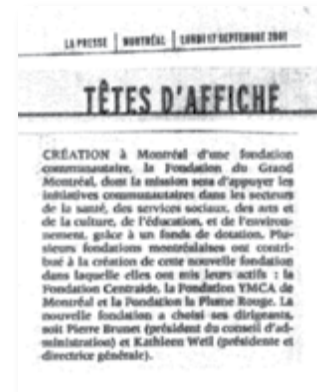 LA PRESSE MONTRÉAL LUNDI 17 SEPTEMBRE 2001
TÊTES D'AFFICHE
CRÉATION à Montréal d'une fondation
communautaire, la Fondation du Grand
Montréal, dont la mission sera d'appuyer les
initiatives communautaires dans les secteurs
de la santé, des services sociaux, des arts et
de la culture, de l'éducation, et de l'environ-
nement, grâce à un fonds de dotation. Plu-
sieurs fondations montréalaises ont contri-
bué à la création de cette nouvelle fondation
dans laquelle elles ont mis leurs actifs : la
Fondation Centraide, la Fondation YMCA de
Montréal et la Fondation la Plume Rouge. La
nouvelle fondation a choisi ses dirigeants,
soit Pierre Brunet (président du conseil d'ad-
ministration) et Kathleen Weil (présidente et
directrice générale).